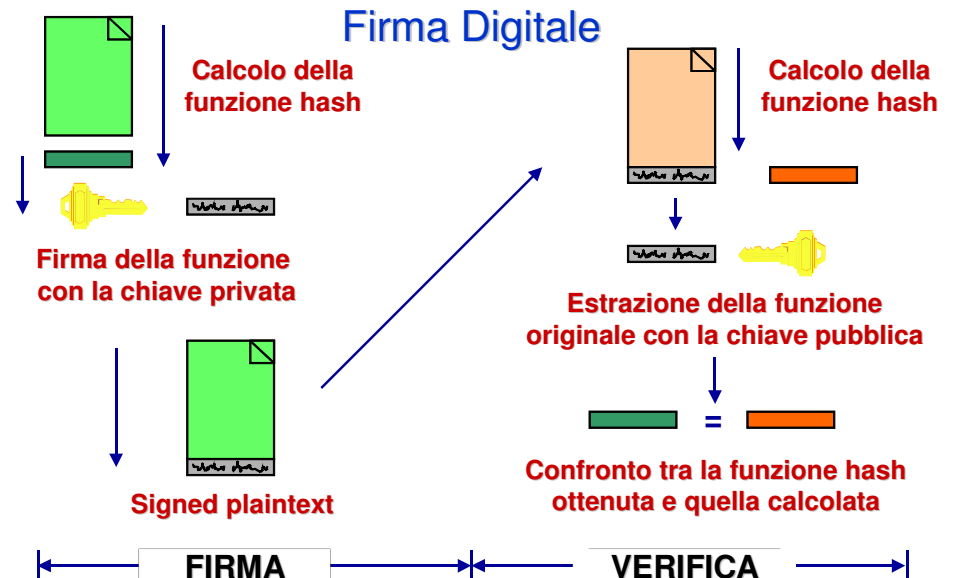 Firma Digitale
Calcolo della
funzione hash
Firma della funzione
con la chiave privata
Signed plaintext
Calcolo della
funzione hash
Estrazione della funzione
originale con la chiave pubblica
=
Confronto tra la funzione hash
ottenuta e quella calcolata
FIRMA
VERIFICA